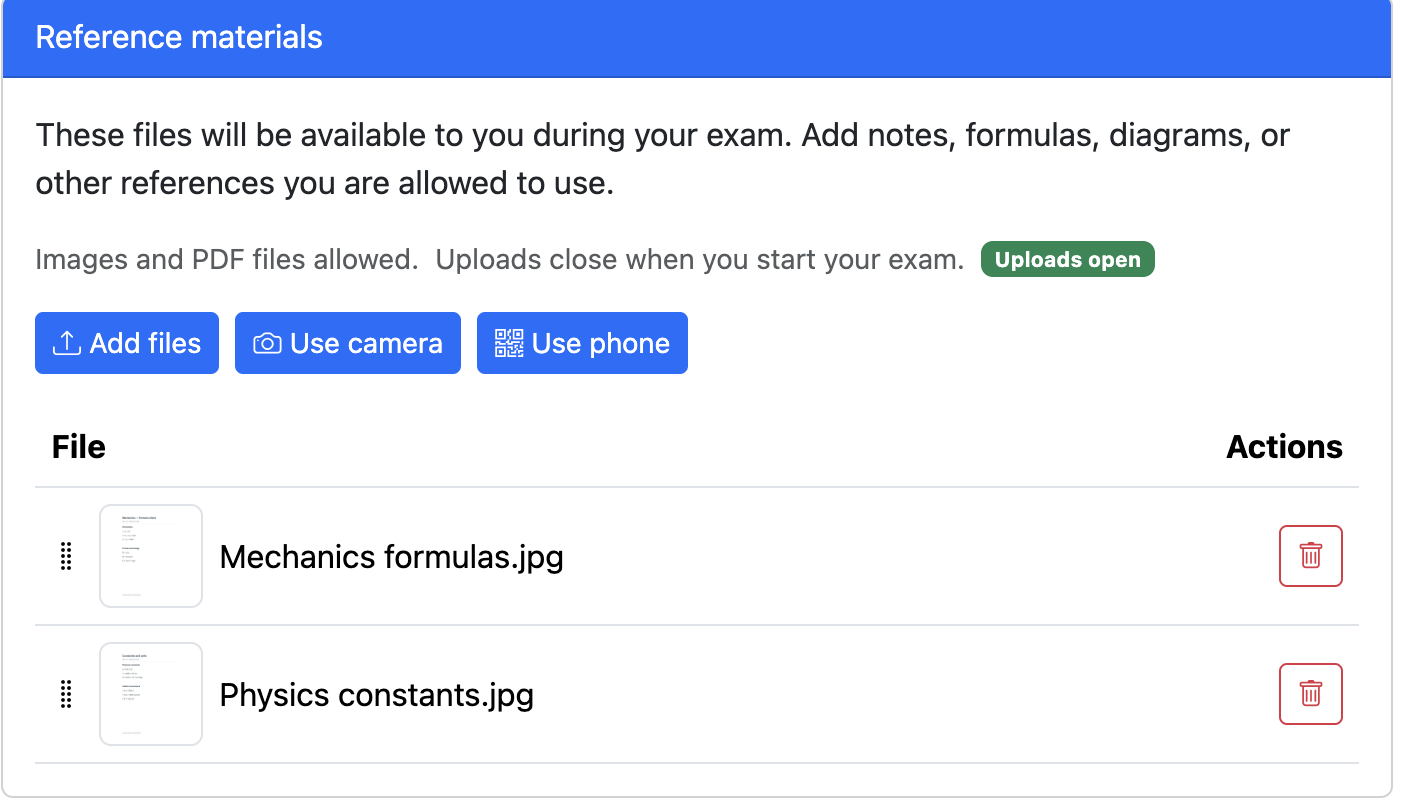 Reference materials
These files will be available to you during your exam. Add notes, formulas, diagrams, or
other references you are allowed to use.
Images and PDF files allowed. Uploads close when you start your exam. Uploads open
Add files Use camera Use phone
File Actions
Mechanics formulas.jpg
Physics constants.jpg